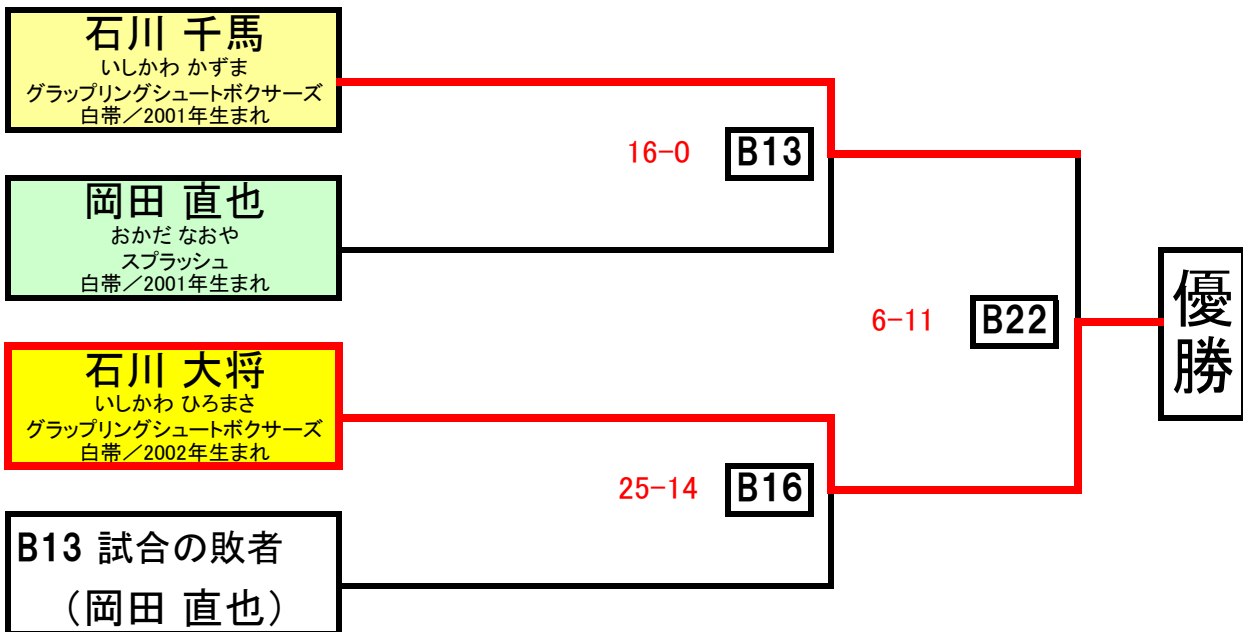 石川 千馬
いしかわ かずま
グラップリングシュートボクサーズ
白帯／2001年生まれ
16-0
B13
岡田 直也
おかだ なおや
スプラッシュ
白帯／2001年生まれ
6-11
B22
優勝
石川 大将
いしかわ ひろまさ
グラップリングシュートボクサーズ
白帯／2002年生まれ
25-14
B16
B13 試合の敗者
（岡田 直也）